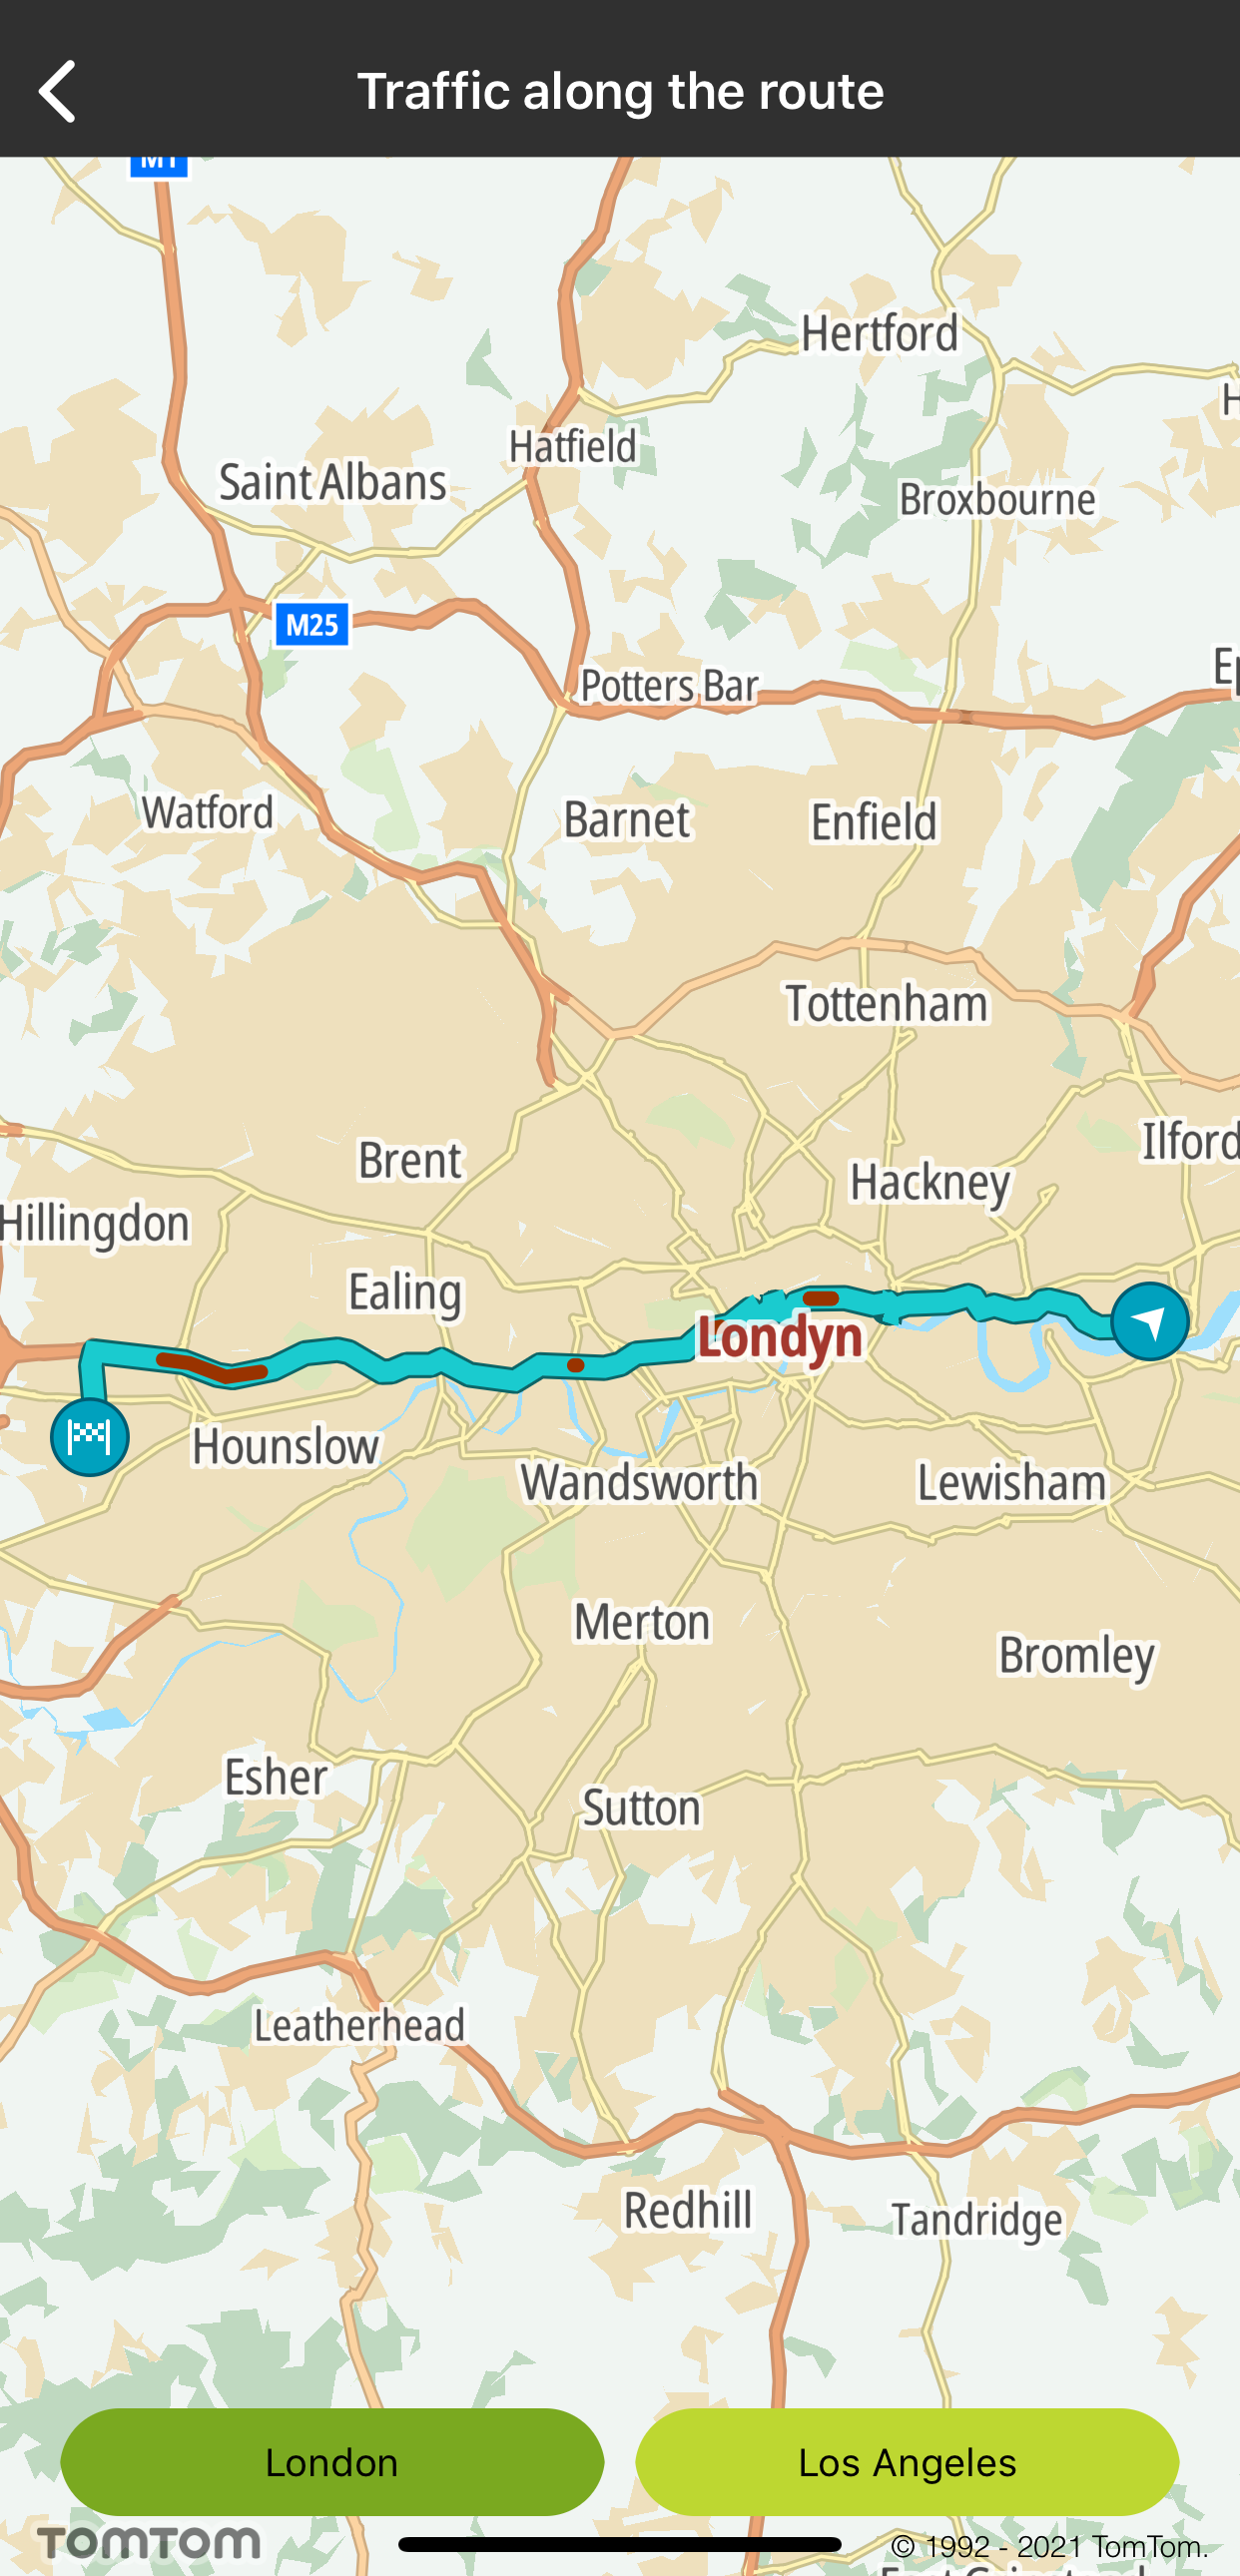 Traffic along the route
M1
Hertford
Hatfield
Saint Albans
Broxbourne
M25
Potters Bar
Watford
Barnet
Enfield
Tottenham
Brent
Ilford
Hackney
Hillingdon
Ealing
Londyn
Hounslow
Wandsworth
Lewisham
Merton
Bromley
Esher
Sutton
Leatherhead
Redhill
Tandridge
London
Los Angeles
TOMTOM
© 1992 - 2021 TomTom.